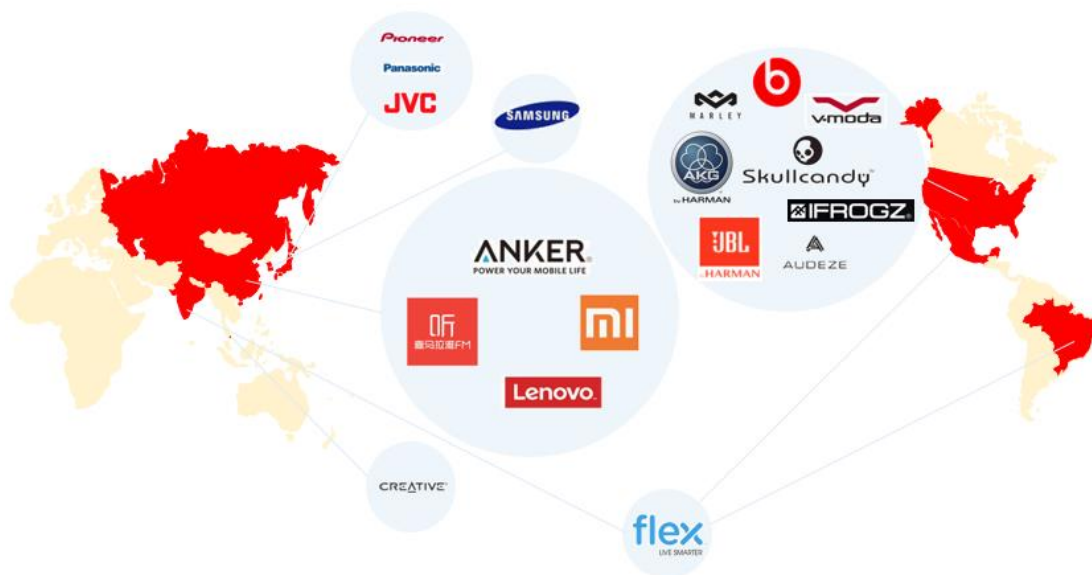 Pioneer
Panasonic
JVC
SAMSUNG
b
MARLEY
v-moda
AKG
by HARMAN
Skullcandy
IFROGZ
JBL
by HARMAN
AUDEZE
ANKER
POWER YOUR MOBILE LIFE
听
喜马拉雅FM
mi
Lenovo
CREATIVE
flex
LIVE SMARTER